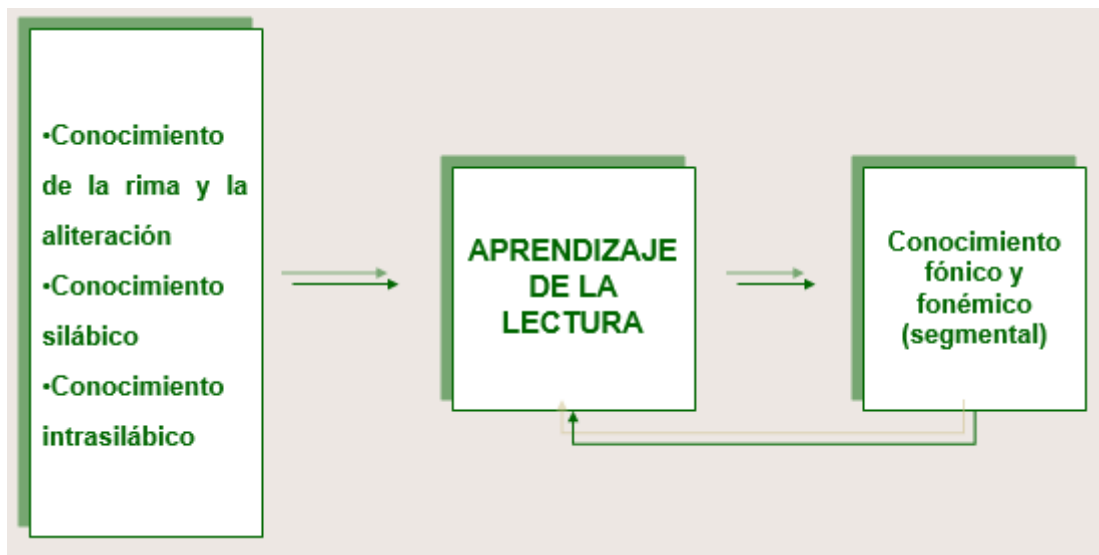 •Conocimiento
de la rima y la
aliteración
•Conocimiento
silábico
•Conocimiento
intrasilábico
APRENDIZAJE
DE LA
LECTURA
Conocimiento
fónico y
fonémico
(segmental)